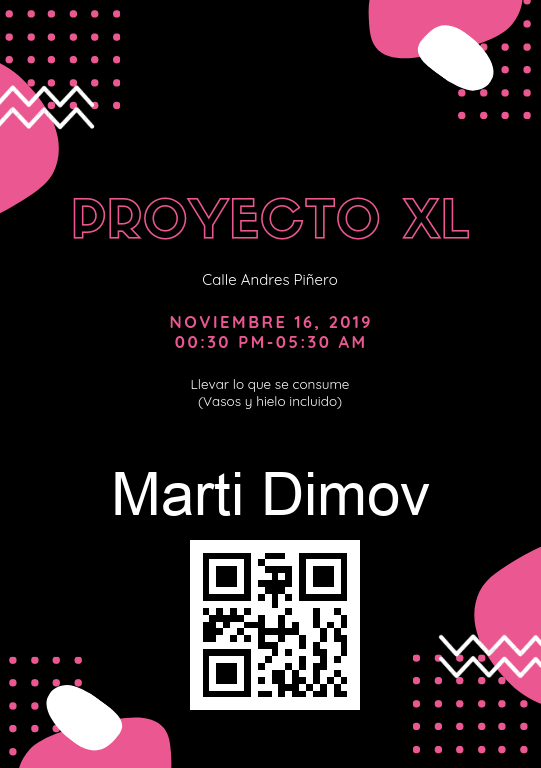 PROYECTO XL
Calle Andres Piñero
NOVIEMBRE 16, 2019
00:30 PM-05:30 AM
Llevar lo que se consume
(Vasos y hielo incluido)
Marti Dimov